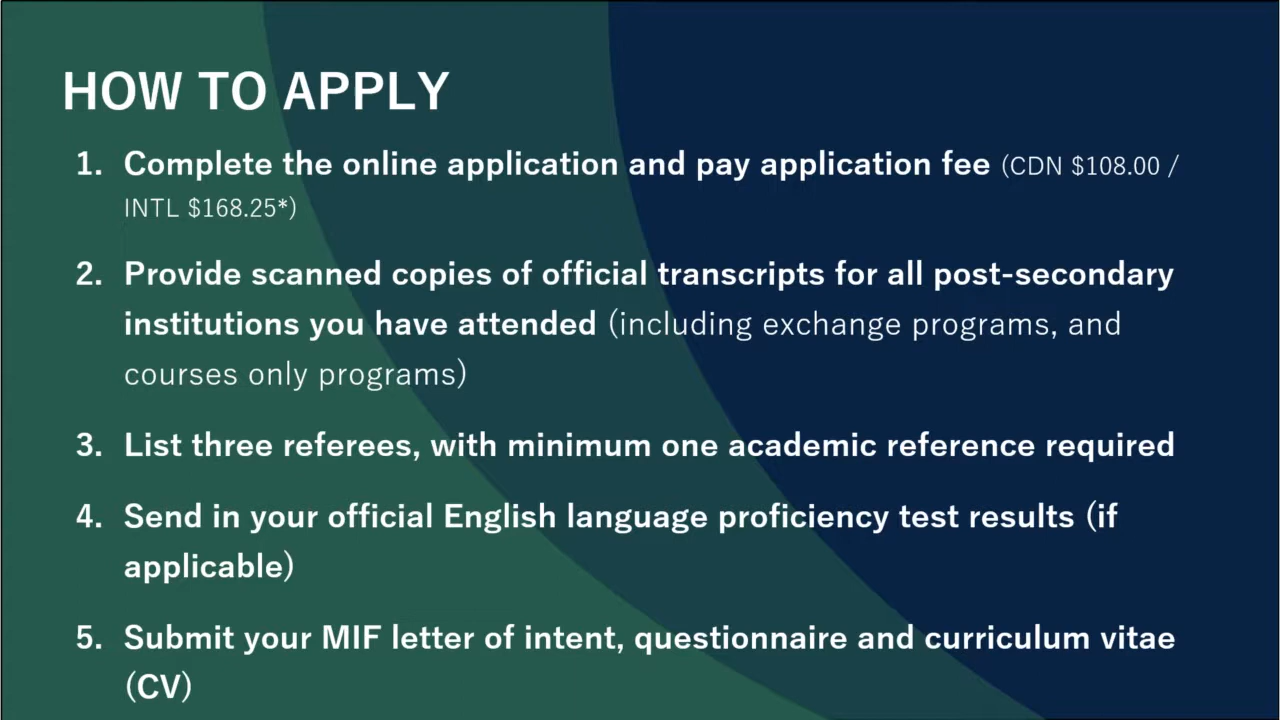 HOW TO APPLY
1. Complete the online application and pay application fee (CDN $108.00 /
INTL $168.25*)
2. Provide scanned copies of official transcripts for all post-secondary
institutions you have attended (including exchange programs, and
courses only programs)
3. List three referees, with minimum one academic reference required
4. Send in your official English language proficiency test results (if
applicable)
5. Submit your MIF letter of intent, questionnaire and curriculum vitae
(CV)